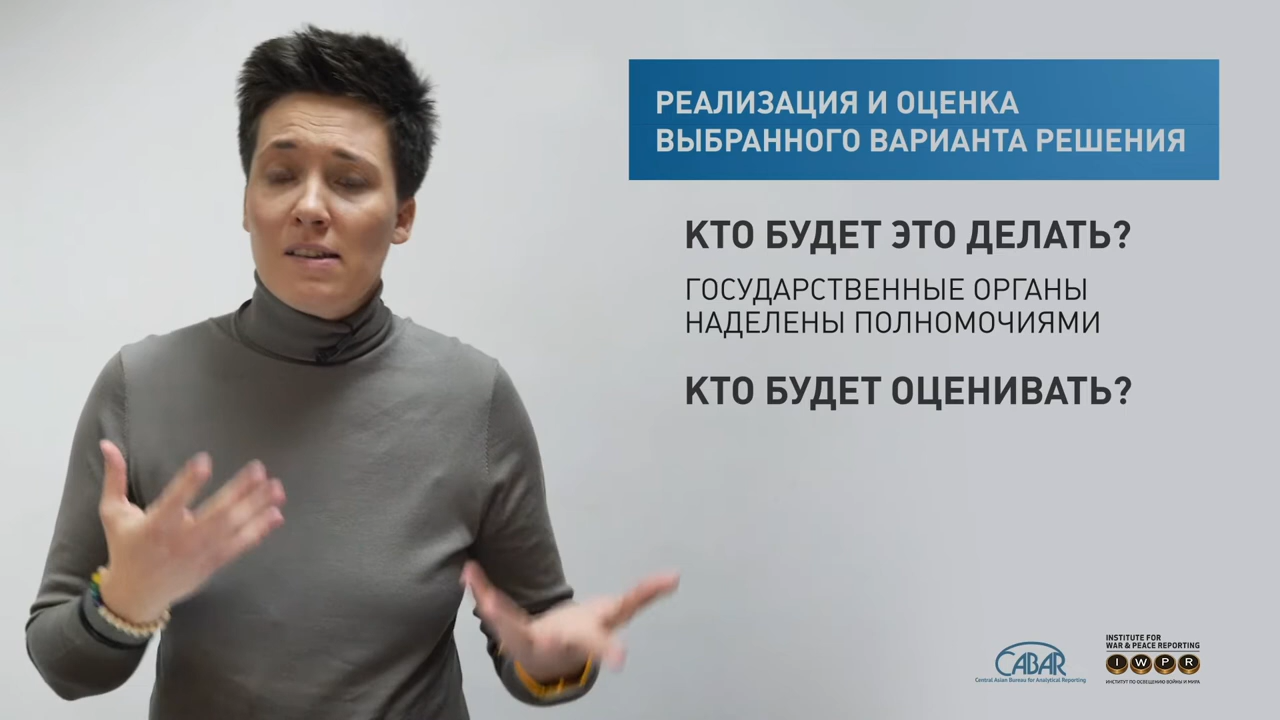 РЕАЛИЗАЦИЯ И ОЦЕНКА
ВЫБРАННОГО ВАРИАНТА РЕШЕНИЯ
КТО БУДЕТ ЭТО ДЕЛАТЬ?
ГОСУДАРСТВЕННЫЕ ОРГАНЫ
НАДЕЛЕНЫ ПОЛНОМОЧИЯМИ
КТО БУДЕТ ОЦЕНИВАТЬ?
CABAR
Central Asian Bureau for Analytical Reporting
INSTITUTE FOR
WAR & PEACE REPORTING
IWPR
ИНСТИТУТ ПО ОСВЕЩЕНИЮ ВОЙНЫ И МИРА